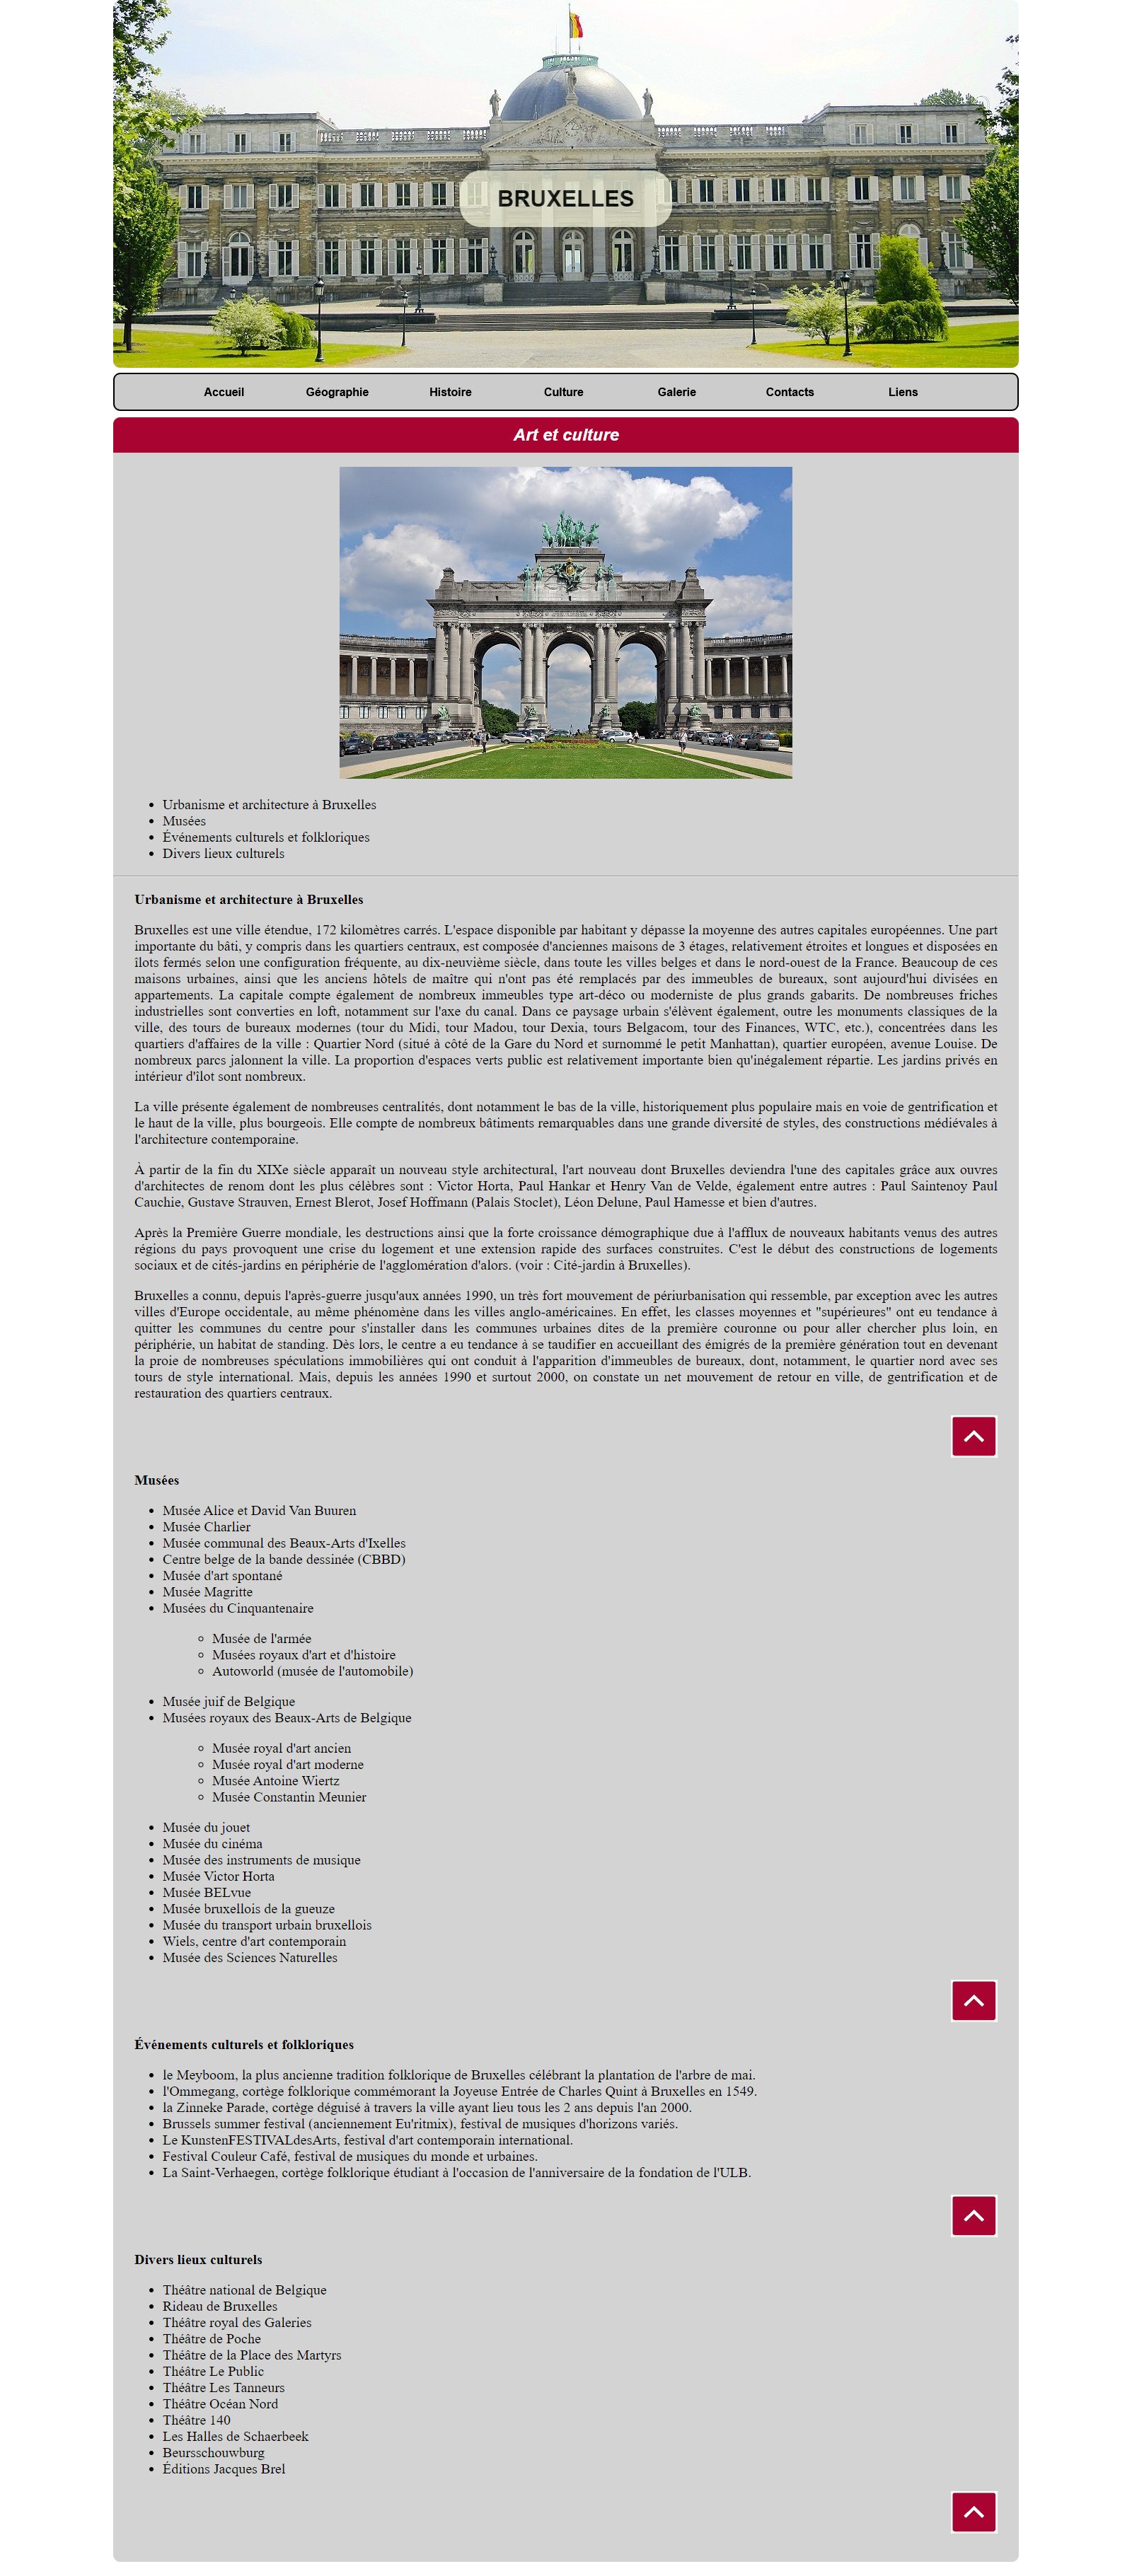 BRUXELLES
Accueil Géographie Histoire Culture Galerie Contacts Liens
Art et culture
Urbanisme et architecture à Bruxelles
Musées
Événements culturels et folkloriques
Divers lieux culturels
Urbanisme et architecture à Bruxelles
Bruxelles est une ville étendue, 172 kilomètres carrés. L'espace disponible par habitant y dépasse la moyenne des autres capitales européennes. Une part
importante du bâti, y compris dans les quartiers centraux, est composée d'anciennes maisons de 3 étages, relativement étroites et longues et disposées en
îlots fermés selon une configuration fréquente, au dix-neuvième siècle, dans toute les villes belges et dans le nord-ouest de la France. Beaucoup de ces
maisons urbaines, ainsi que les anciens hôtels de maître qui n'ont pas été remplacés par des immeubles de bureaux, sont aujourd'hui divisées en
appartements. La capitale compte également de nombreux immeubles type art-déco ou moderniste de plus grands gabarits. De nombreuses friches
industrielles sont converties en loft, notamment sur l'axe du canal. Dans ce paysage urbain s'élèvent également, outre les monuments classiques de la
ville, des tours de bureaux modernes (tour du Midi, tour Madou, tour Dexia, tours Belgacom, tour des Finances, WTC, etc.), concentrées dans les
quartiers d'affaires de la ville : Quartier Nord (situé à côté de la Gare du Nord et surnommé le petit Manhattan), quartier européen, avenue Louise. De
nombreux parcs jalonnent la ville. La proportion d'espaces verts public est relativement importante bien qu'inégalement répartie. Les jardins privés en
intérieur d'îlot sont nombreux.
La ville présente également de nombreuses centralités, dont notamment le bas de la ville, historiquement plus populaire mais en voie de gentrification et
le haut de la ville, plus bourgeois. Elle compte de nombreux bâtiments remarquables dans une grande diversité de styles, des constructions médiévales à
l'architecture contemporaine.
À partir de la fin du XIXe siècle apparaît un nouveau style architectural, l'art nouveau dont Bruxelles deviendra l'une des capitales grâce aux ouvres
d'architectes de renom dont les plus célèbres sont : Victor Horta, Paul Hankar et Henry Van de Velde, également entre autres : Paul Saintenoy Paul
Cauchie, Gustave Strauven, Ernest Blerot, Josef Hoffmann (Palais Stoclet), Léon Delune, Paul Hamesse et bien d'autres.
Après la Première Guerre mondiale, les destructions ainsi que la forte croissance démographique due à l'afflux de nouveaux habitants venus des autres
régions du pays provoquent une crise du logement et une extension rapide des surfaces construites. C'est le début des constructions de logements
sociaux et de cités-jardins en périphérie de l'agglomération d'alors. (voir : Cité-jardin à Bruxelles).
Bruxelles a connu, depuis l'après-guerre jusqu'aux années 1990, un très fort mouvement de périurbanisation qui ressemble, par exception avec les autres
villes d'Europe occidentale, au même phénomène dans les villes anglo-américaines. En effet, les classes moyennes et "supérieures" ont eu tendance à
quitter les communes du centre pour s'installer dans les communes urbaines dites de la première couronne ou pour aller chercher plus loin, en
périphérie, un habitat de standing. Dès lors, le centre a eu tendance à se taudifier en accueillant des émigrés de la première génération tout en devenant
la proie de nombreuses spéculations immobilières qui ont conduit à l'apparition d'immeubles de bureaux, dont, notamment, le quartier nord avec ses
tours de style international. Mais, depuis les années 1990 et surtout 2000, on constate un net mouvement de retour en ville, de gentrification et de
restauration des quartiers centraux.
Musées
Musée Alice et David Van Buuren
Musée Charlier
Musée communal des Beaux-Arts d'Ixelles
Centre belge de la bande dessinée (CBBD)
Musée d'art spontané
Musée Magritte
Musées du Cinquantenaire
Musée de l'armée
Musées royaux d'art et d'histoire
Autoworld (musée de l'automobile)
Musée juif de Belgique
Musées royaux des Beaux-Arts de Belgique
Musée royal d'art ancien
Musée royal d'art moderne
Musée Antoine Wiertz
Musée Constantin Meunier
Musée du jouet
Musée du cinéma
Musée des instruments de musique
Musée Victor Horta
Musée BELvue
Musée bruxellois de la gueuze
Musée du transport urbain bruxellois
Wiels, centre d'art contemporain
Musée des Sciences Naturelles
Événements culturels et folkloriques
le Meyboom, la plus ancienne tradition folklorique de Bruxelles célébrant la plantation de l'arbre de mai.
l'Ommegang, cortège folklorique commémorant la Joyeuse Entrée de Charles Quint à Bruxelles en 1549.
la Zinneke Parade, cortège déguisé à travers la ville ayant lieu tous les 2 ans depuis l'an 2000.
Brussels summer festival (anciennement Eu'ritmix), festival de musiques d'horizons variés.
Le KunstenFESTIVALdesArts, festival d'art contemporain international.
Festival Couleur Café, festival de musiques du monde et urbaines.
La Saint-Verhaegen, cortège folklorique étudiant à l'occasion de l'anniversaire de la fondation de l'ULB.
Divers lieux culturels
Théâtre national de Belgique
Rideau de Bruxelles
Théâtre royal des Galeries
Théâtre de Poche
Théâtre de la Place des Martyrs
Théâtre Le Public
Théâtre Les Tanneurs
Théâtre Océan Nord
Théâtre 140
Les Halles de Schaerbeek
Beursschouwburg
Éditions Jacques Brel